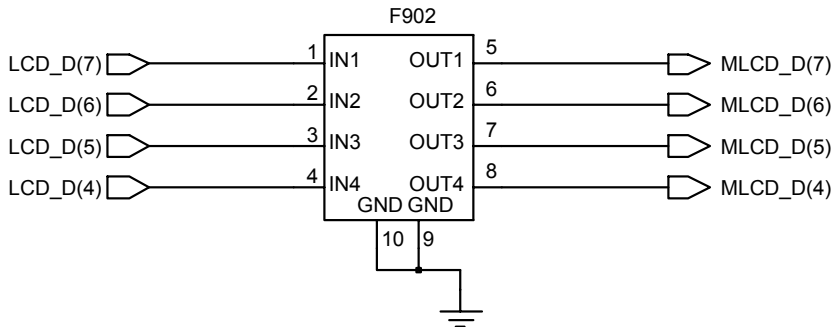 F902
LCD_D(7) 1 IN1 OUT1 5 MLCD_D(7)
LCD_D(6) 2 IN2 OUT2 6 MLCD_D(6)
LCD_D(5) 3 IN3 OUT3 7 MLCD_D(5)
LCD_D(4) 4 IN4 OUT4 8 MLCD_D(4)
GND GND
10 9